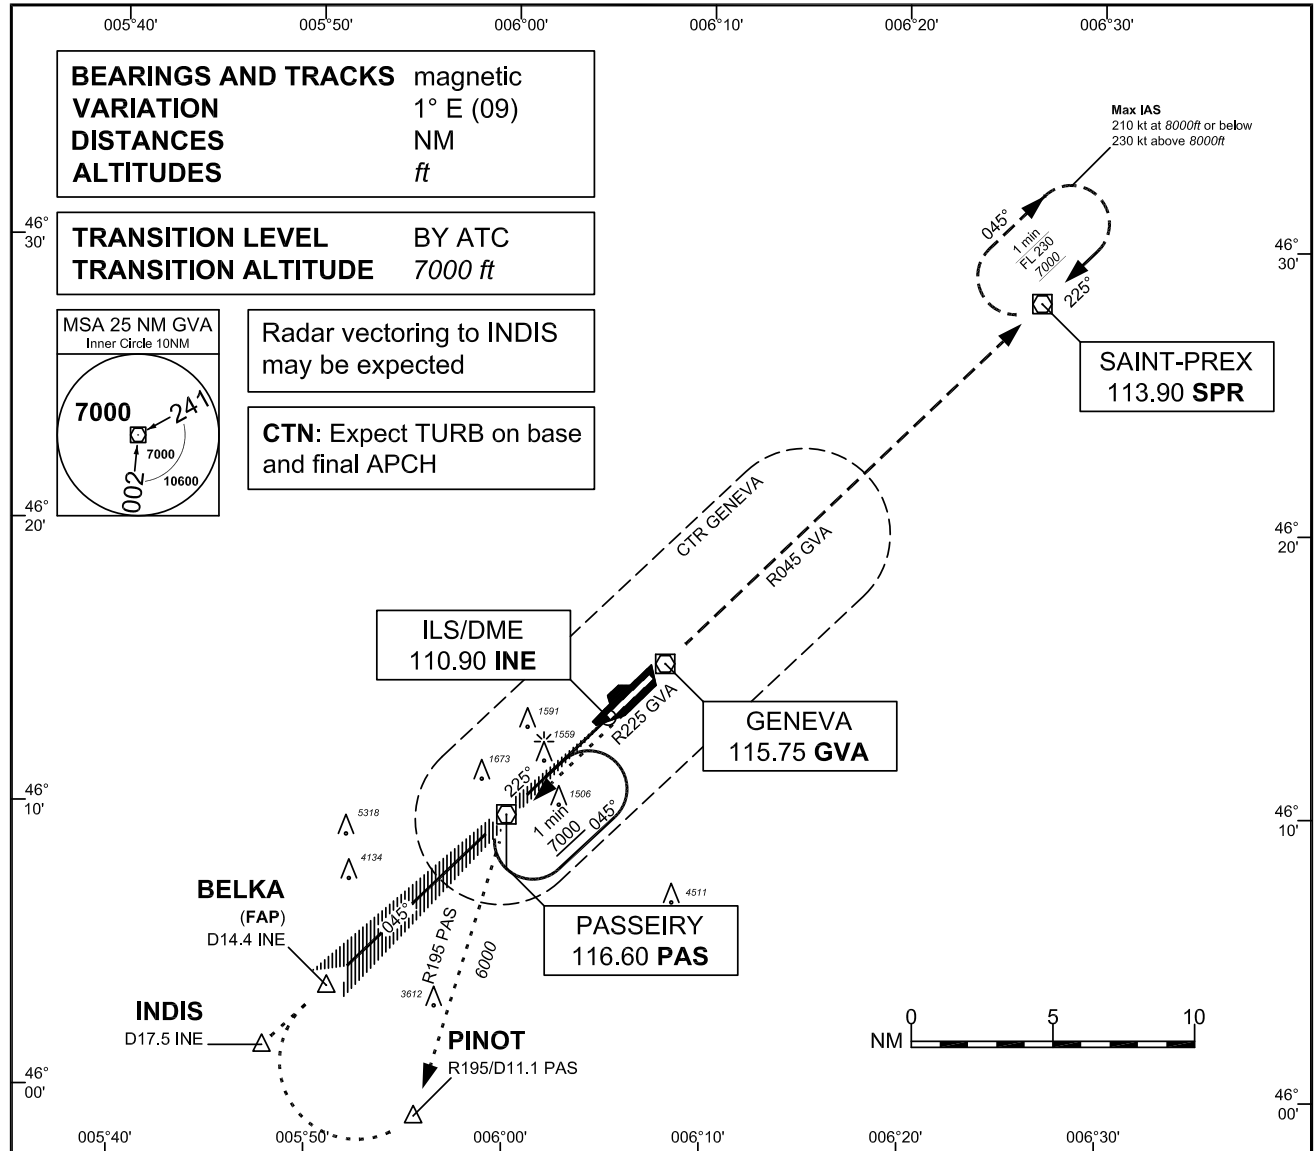 005°40' 005°50' 006°00' 006°10' 006°20' 006°30'
BEARINGS AND TRACKS magnetic
VARIATION 1° E (09)
DISTANCES NM
ALTITUDES ft
Max IAS
210 kt at 8000ft or below
230 kt above 8000ft
46°
30'
TRANSITION LEVEL BY ATC
TRANSITION ALTITUDE 7000 ft
045°
1 min
FL 230
7000
225°
46°
30'
MSA 25 NM GVA
Inner Circle 10NM
7000
241
7000
10600
002
Radar vectoring to INDIS
may be expected
CTN: Expect TURB on base
and final APCH
SAINT-PREX
113.90 SPR
46°
20'
46°
20'
CTR GENEVA
R045 GVA
ILS/DME
110.90 INE
R225 GVA
GENEVA
115.75 GVA
1591
1559
1673
225°
1506
1 min
7000
045°
46°
10'
46°
10'
5318
4134
4511
BELKA
(FAP)
D14.4 INE
045°
R195 PAS
6000
PASSEIRY
116.60 PAS
3612
INDIS
D17.5 INE
PINOT
R195/D11.1 PAS
0 5 10
NM
46°
00'
46°
00'
005°40' 005°50' 006°00' 006°10' 006°20' 006°30'